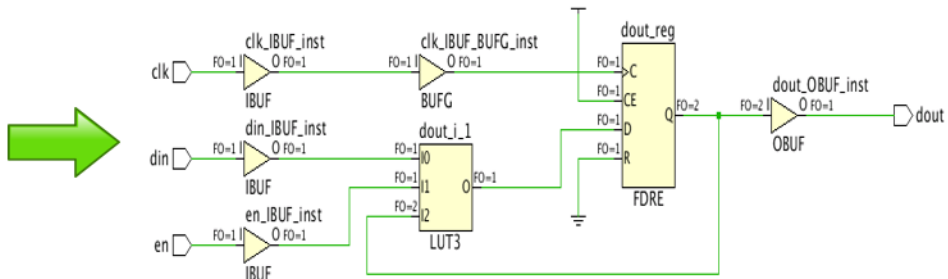 dout_reg
clk_IBUF_inst
clk_IBUF_BUFG_inst
clk
FO=1 I
O FO=1
FO=1 I
O FO=1
FO=1
C
IBUF
BUFG
FO=1
CE
dout_OBUF_inst
Q
FO=2
FO=2 I
O FO=1
dout
din_IBUF_inst
dout_i_1
FO=1
D
OBUF
din
FO=1 I
O FO=1
FO=1
I0
FO=1
R
IBUF
FO=1
I1
O
FO=1
FDRE
en_IBUF_inst
FO=2
I2
en
FO=1 I
O FO=1
LUT3
IBUF